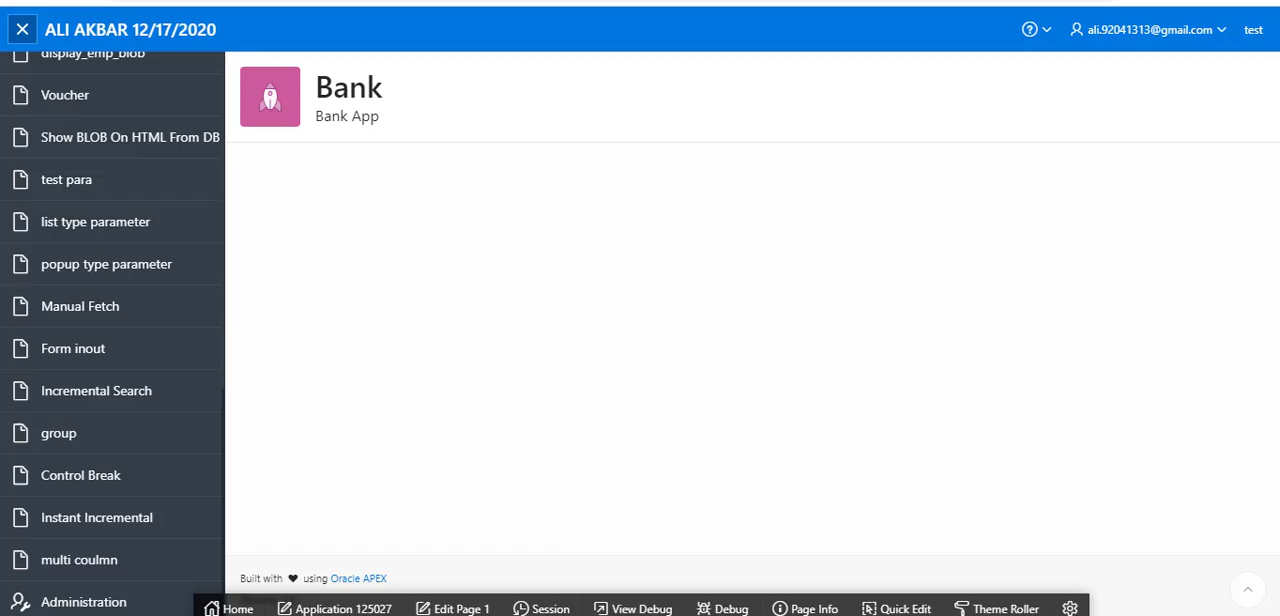 ALI AKBAR 12/17/2020
ali.92041313@gmail.com
test
display_emp_blob
Voucher
Show BLOB On HTML From DB
test para
list type parameter
popup type parameter
Manual Fetch
Form inout
Incremental Search
group
Control Break
Instant Incremental
multi coulmn
Administration
Bank
Bank App
Built with ♥ using Oracle APEX
Home Application 125027 Edit Page 1 Session View Debug Debug Page Info Quick Edit Theme Roller